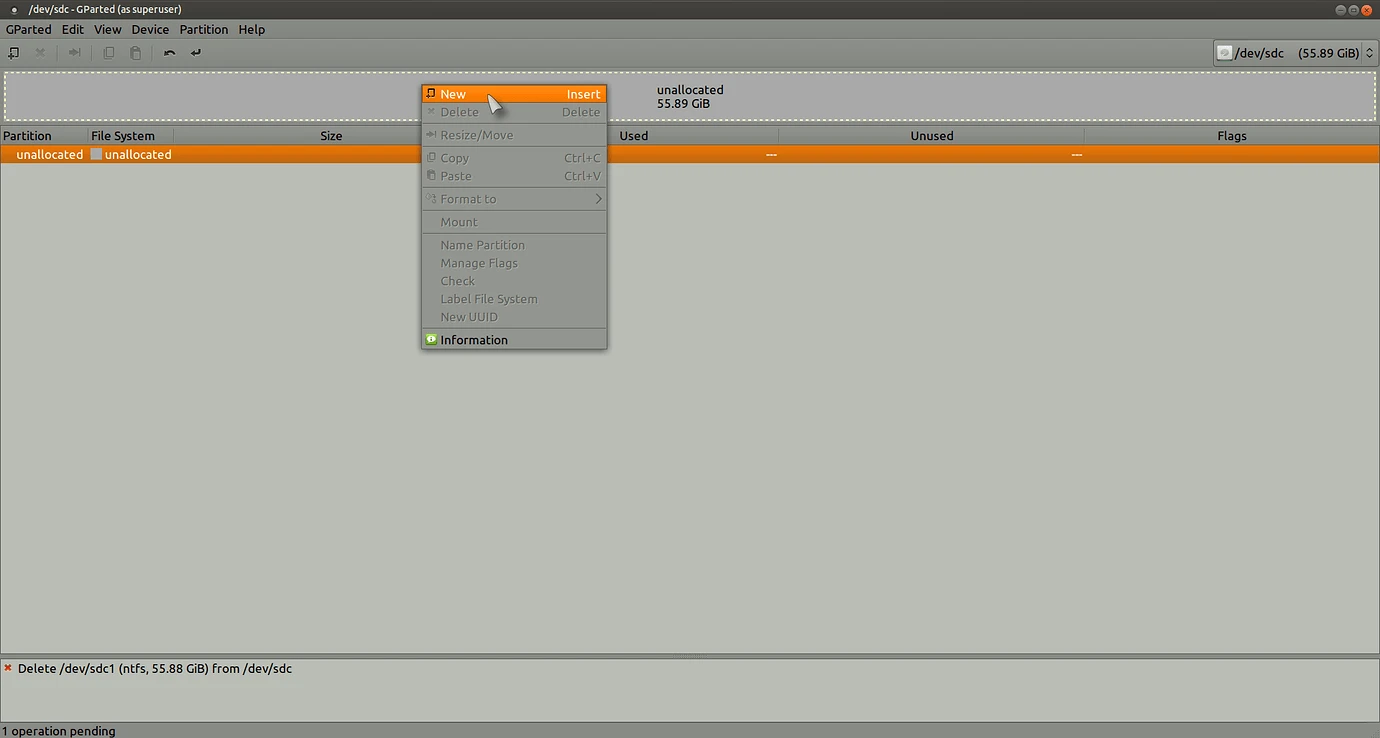 /dev/sdc - GParted (as superuser)
GParted Edit View Device Partition Help
/dev/sdc (55.89 GiB)
unallocated
55.89 GiB
Partition File System Size Used Unused Flags
unallocated unallocated --- ---
New Insert
Delete Delete
Resize/Move
Copy Ctrl+C
Paste Ctrl+V
Format to
Mount
Name Partition
Manage Flags
Check
Label File System
New UUID
Information
Delete /dev/sdc1 (ntfs, 55.88 GiB) from /dev/sdc
1 operation pending